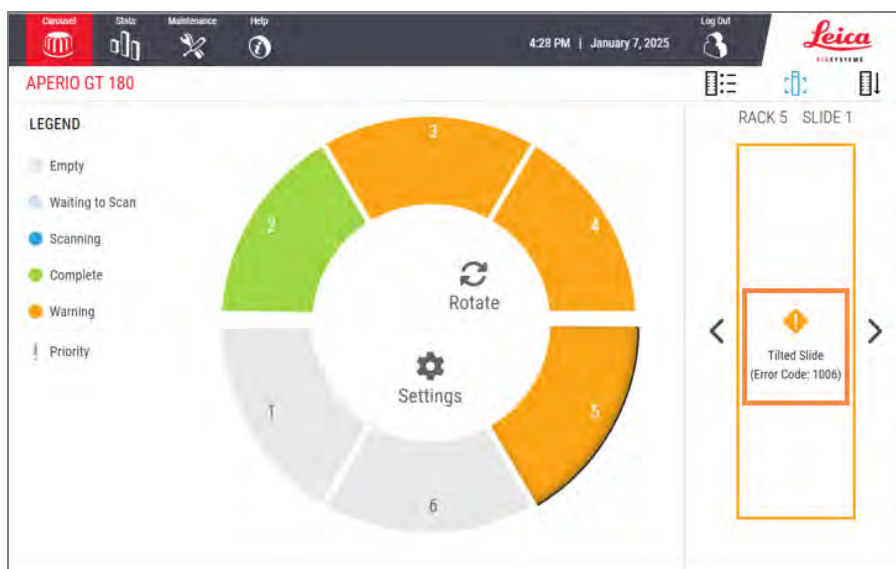 Carousel
Stats
Maintenance
Help
4:28 PM | January 7, 2025
Log Out
Leica
BIOSYSTEMS
APERIO GT 180
LEGEND
Empty
Waiting to Scan
Scanning
Complete
Warning
Priority
3
2
4
Rotate
Settings
1
5
6
RACK 5 SLIDE 1
Tilted Slide
(Error Code: 1006)